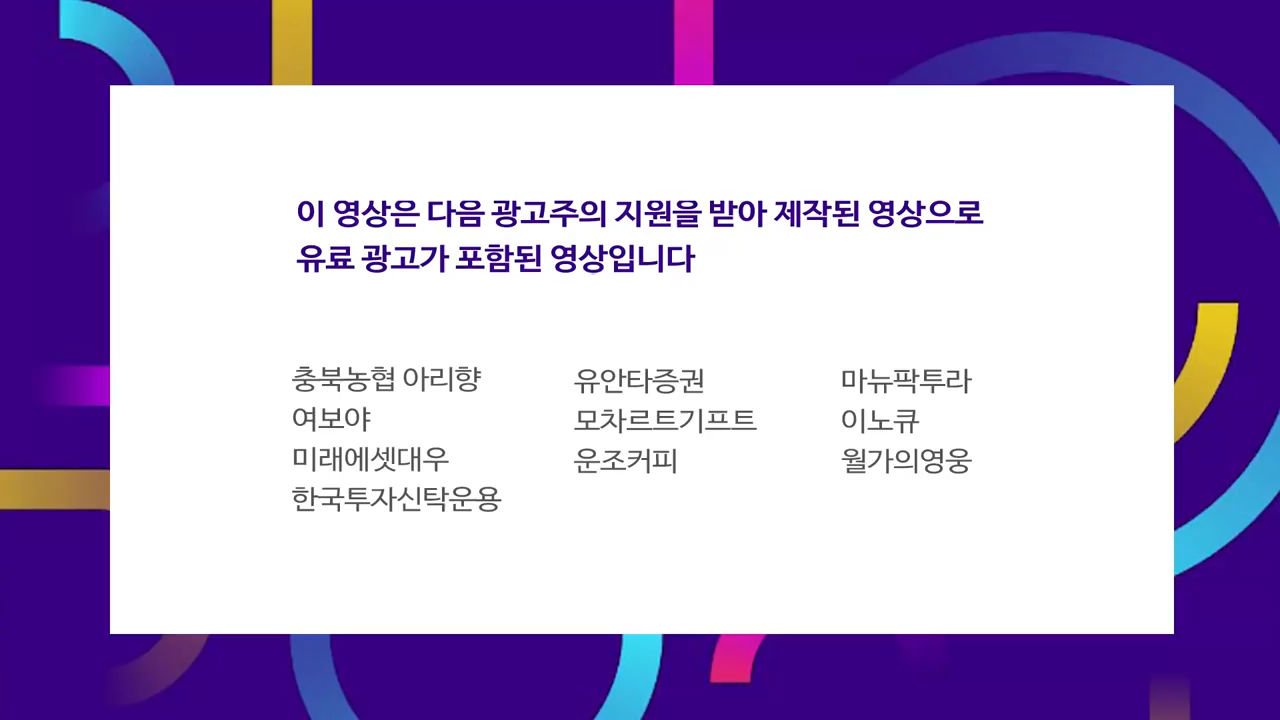 이 영상은 다음 광고주의 지원을 받아 제작된 영상으로
유료 광고가 포함된 영상입니다
충북농협 아리향
여보야
미래에셋대우
한국투자신탁운용
유안타증권
모차르트기프트
운조커피
마뉴팍투라
이노큐
월가의영웅